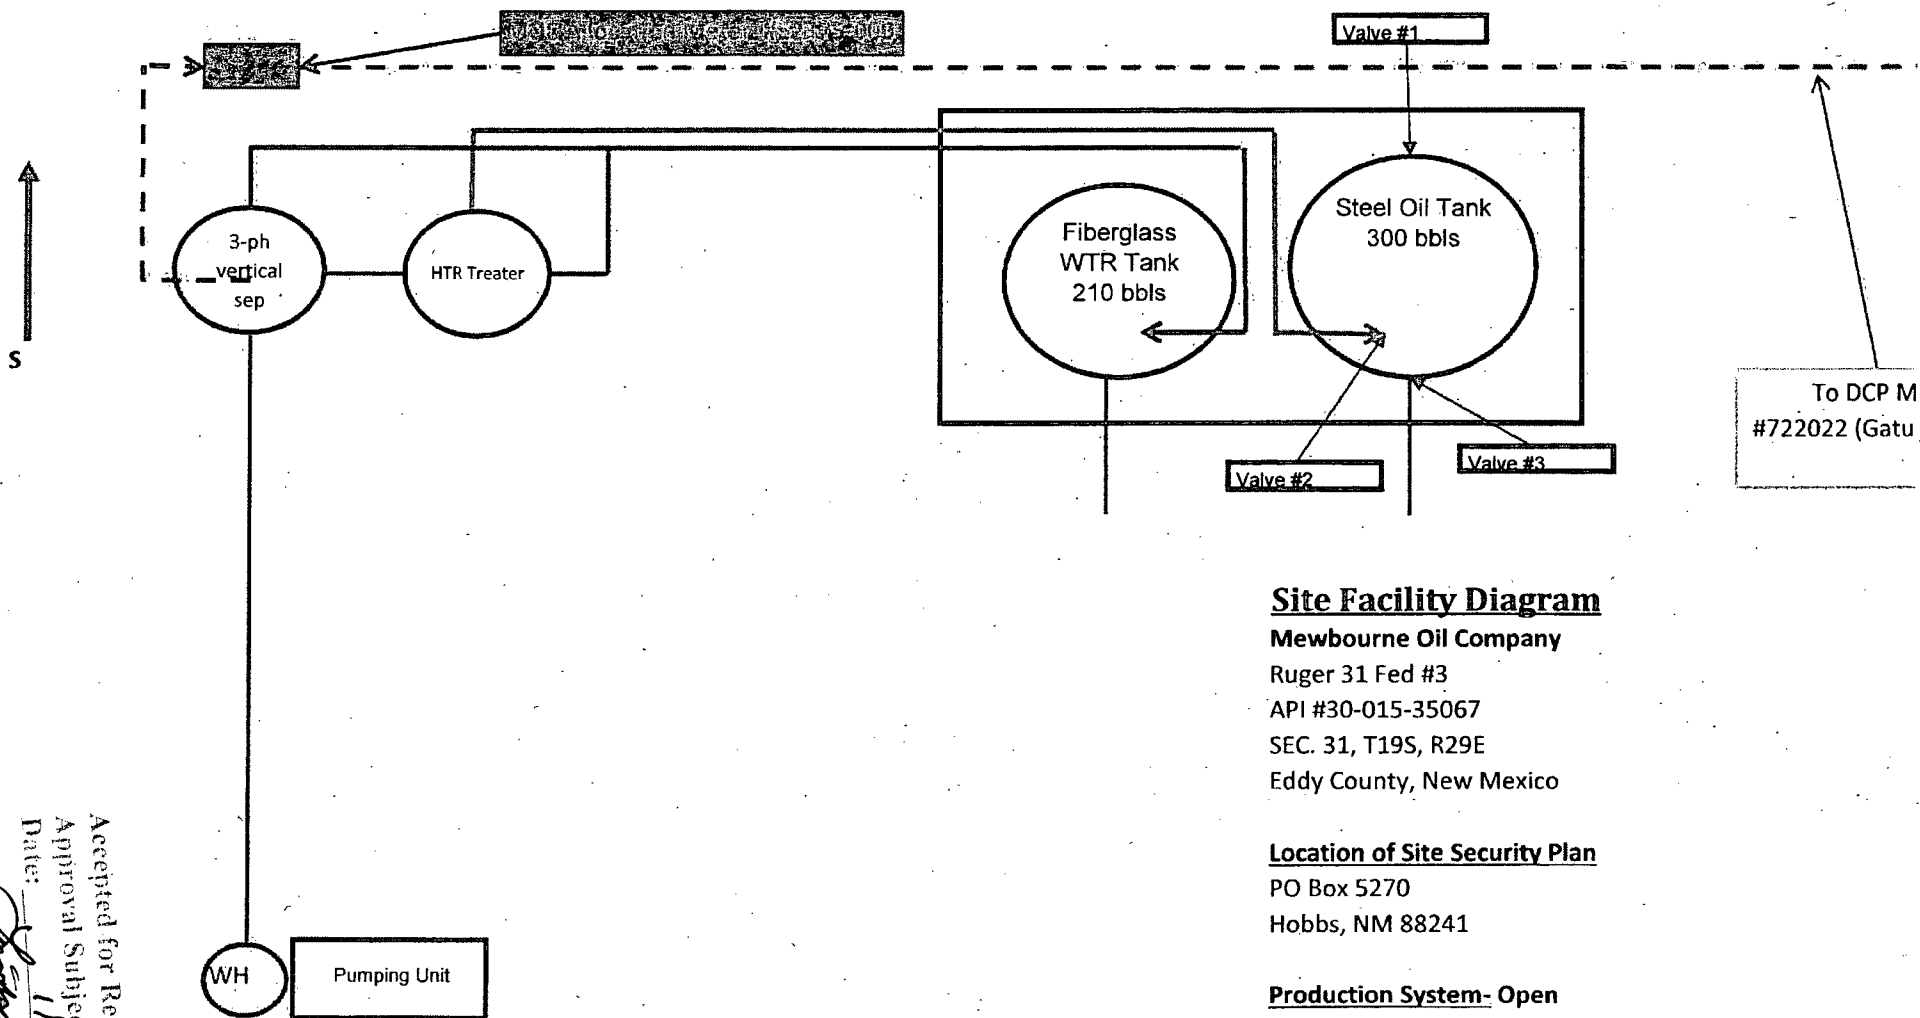 Valve #1
3-ph
vertical
sep
HTR Treater
Fiberglass
WTR Tank
210 bbls
Steel Oil Tank
300 bbls
S
To DCP M
#722022 (Gatu
Valve #2
Valve #3
Site Facility Diagram
Mewbourne Oil Company
Ruger 31 Fed #3
API #30-015-35067
SEC. 31, T19S, R29E
Eddy County, New Mexico
Location of Site Security Plan
PO Box 5270
Hobbs, NM 88241
Production System- Open
WH
Pumping Unit
Accepted for Re
Approval Subje
Date: